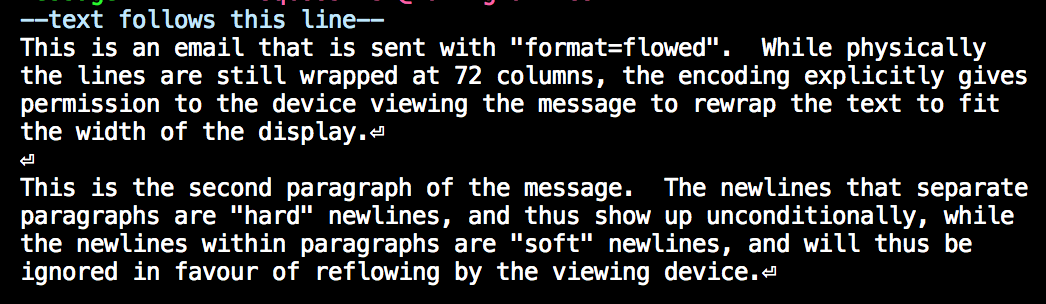 --text follows this line--
This is an email that is sent with "format=flowed".  While physically
the lines are still wrapped at 72 columns, the encoding explicitly gives
permission to the device viewing the message to rewrap the text to fit
the width of the display.⏎
⏎
This is the second paragraph of the message.  The newlines that separate
paragraphs are "hard" newlines, and thus show up unconditionally, while
the newlines within paragraphs are "soft" newlines, and will thus be
ignored in favour of reflowing by the viewing device.⏎